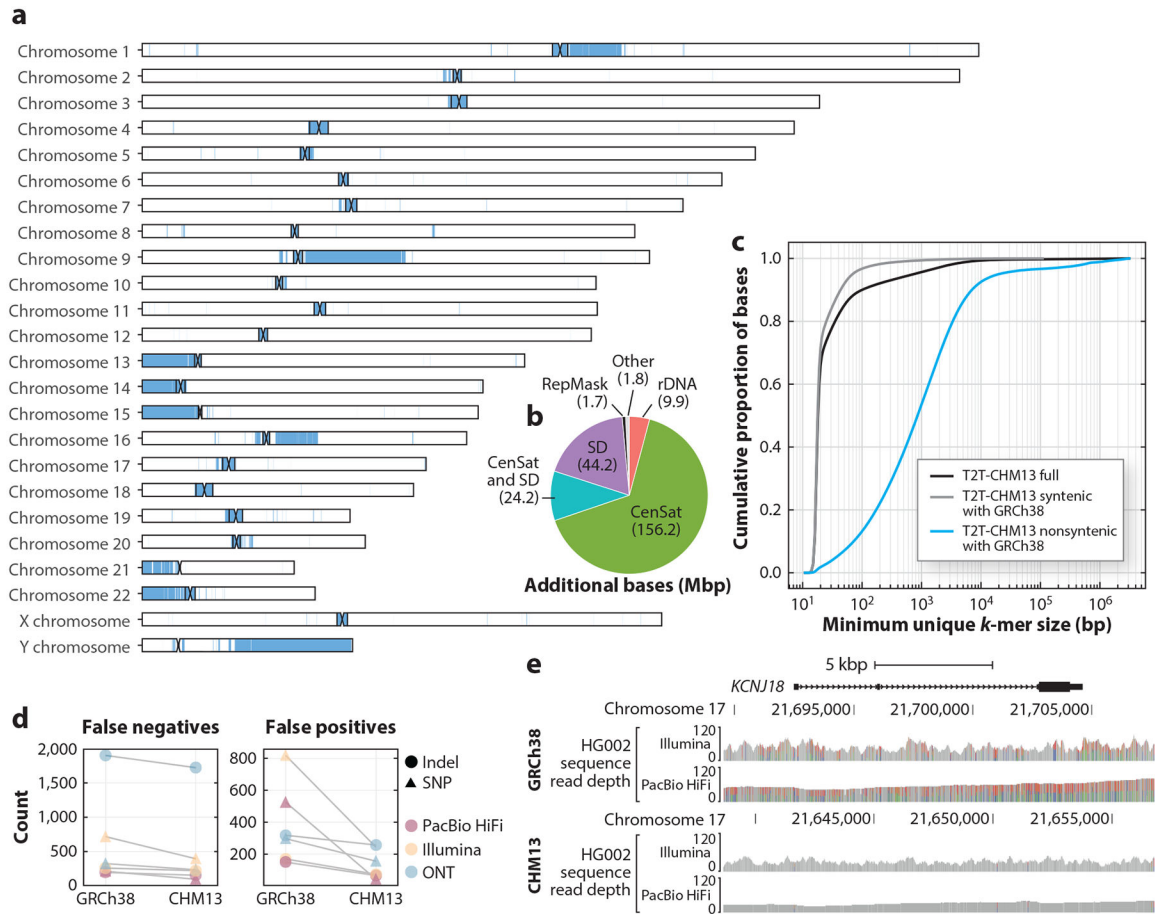 a
Chromosome 1
Chromosome 2
Chromosome 3
Chromosome 4
Chromosome 5
Chromosome 6
Chromosome 7
Chromosome 8
Chromosome 9
Chromosome 10
Chromosome 11
Chromosome 12
Chromosome 13
Chromosome 14
Chromosome 15
Chromosome 16
Chromosome 17
Chromosome 18
Chromosome 19
Chromosome 20
Chromosome 21
Chromosome 22
X chromosome
Y chromosome
b
Other
(1.8)
RepMask
(1.7)
rDNA
(9.9)
SD
(44.2)
CenSat
and SD
(24.2)
CenSat
(156.2)
Additional bases (Mbp)
c
Cumulative proportion of bases
1.0
0.8
0.6
0.4
0.2
0.0
T2T-CHM13 full
T2T-CHM13 syntenic
with GRCh38
T2T-CHM13 nonsyntenic
with GRCh38
10¹ 10² 10³ 10⁴ 10⁵ 10⁶
Minimum unique k-mer size (bp)
d
False negatives
Count
2,000
1,500
1,000
500
0
GRCh38 CHM13
False positives
800
600
400
200
GRCh38 CHM13
Indel
SNP
PacBio HiFi
Illumina
ONT
e
5 kbp
KCNJ18
Chromosome 17 21,695,000 21,700,000 21,705,000
GRCh38
HG002
sequence
read depth
Illumina
120
0
PacBio HiFi
120
0
Chromosome 17 21,645,000 21,650,000 21,655,000
CHM13
HG002
sequence
read depth
Illumina
120
0
PacBio HiFi
120
0